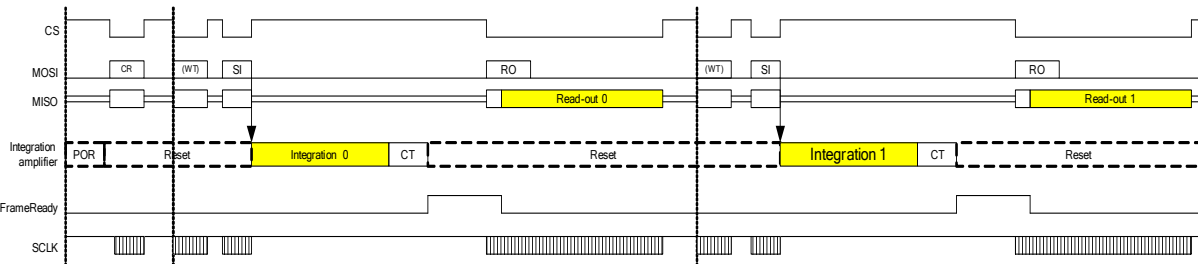 CS
MOSI CR (WT) SI RO (WT) SI RO
MISO Read-out 0 Read-out 1
Integration
amplifier
POR Reset Integration 0 CT Reset Integration 1 CT Reset
FrameReady
SCLK